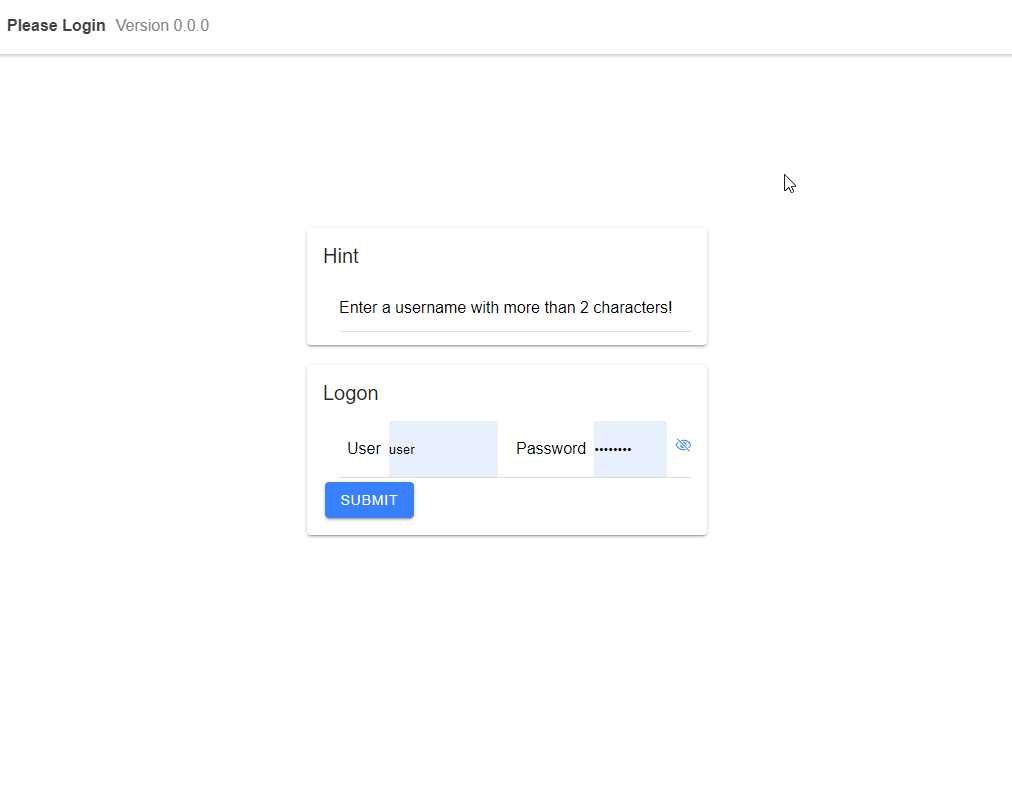 Please Login Version 0.0.0
Hint
Enter a username with more than 2 characters!
Logon
User user Password ••••••••
SUBMIT